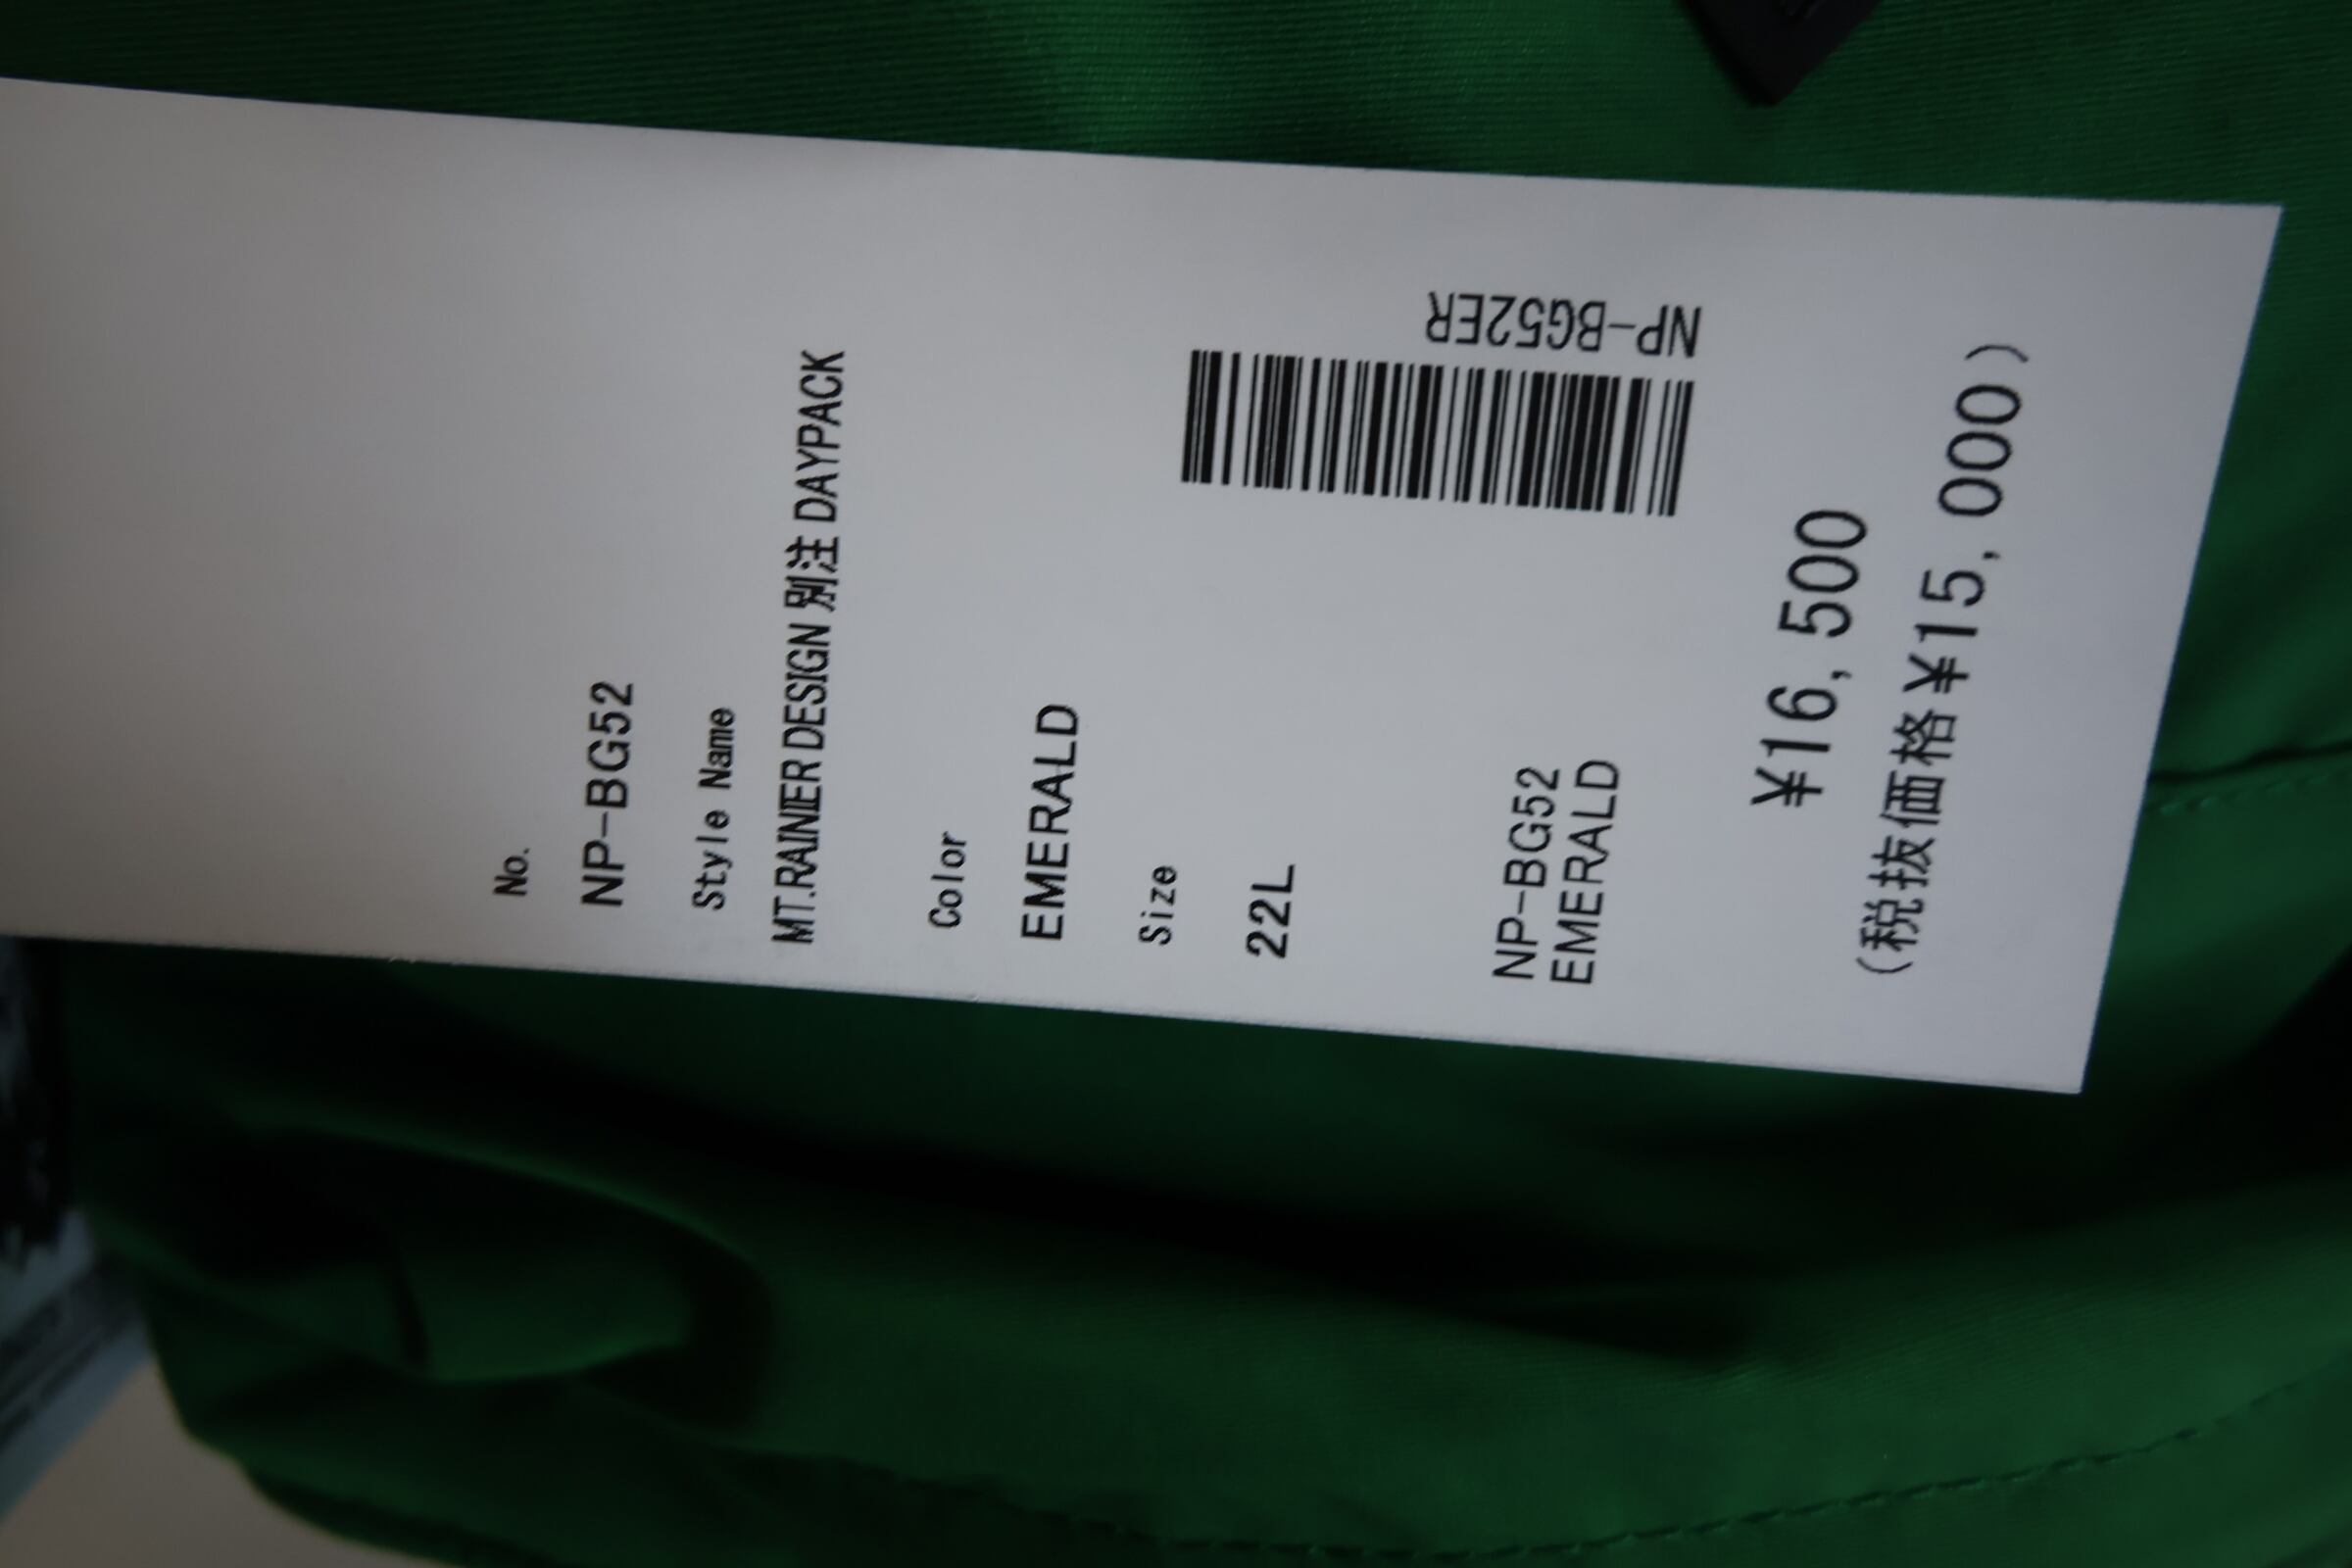 No.
NP-BG52
Style Name
MT.RAINIER DESIGN 別注 DAYPACK
Color
EMERALD
Size
22L
NP-BG52ER
NP-BG52
EMERALD
¥16,500
(税抜価格¥15,000)